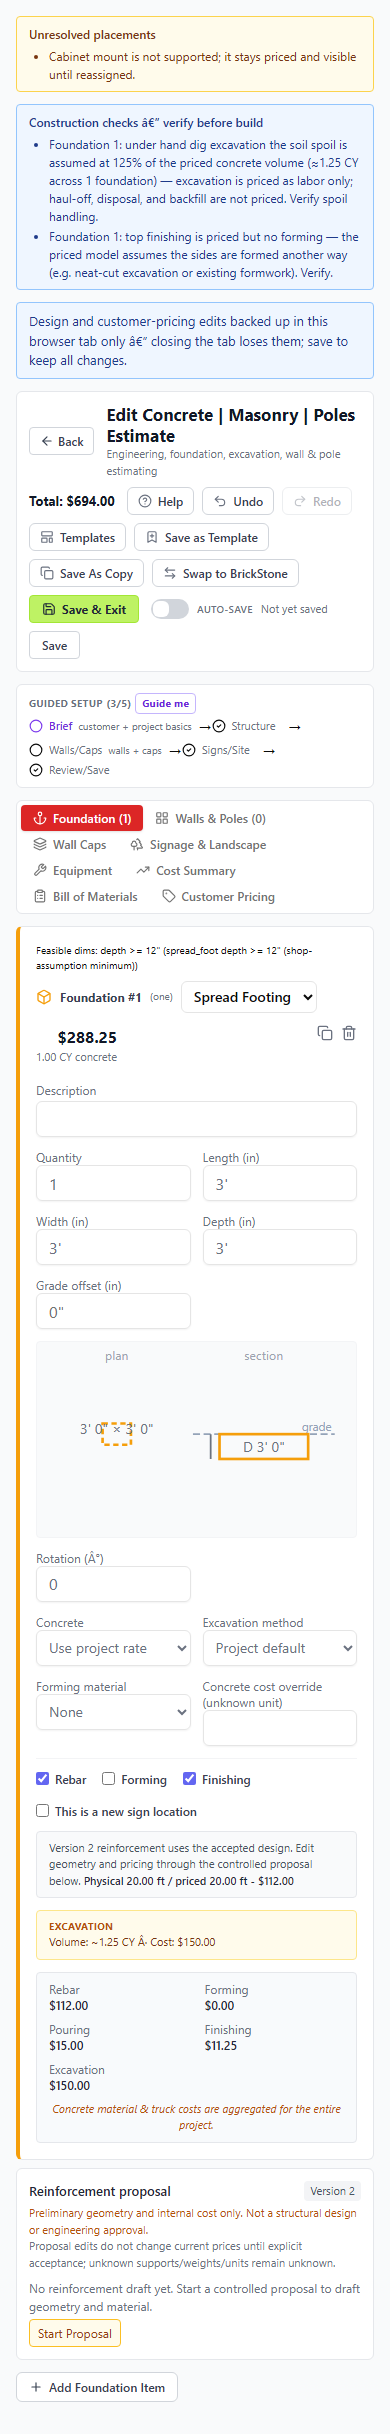 Unresolved placements
• Cabinet mount is not supported; it stays priced and visible
until reassigned.
Construction checks â€” verify before build
• Foundation 1: under hand dig excavation the soil spoil is
assumed at 125% of the priced concrete volume (≈1.25 CY
across 1 foundation) — excavation is priced as labor only;
haul-off, disposal, and backfill are not priced. Verify spoil
handling.
• Foundation 1: top finishing is priced but no forming — the
priced model assumes the sides are formed another way
(e.g. neat-cut excavation or existing formwork). Verify.
Design and customer-pricing edits backed up in this
browser tab only â€” closing the tab loses them; save to
keep all changes.
← Back
Edit Concrete | Masonry | Poles
Estimate
Engineering, foundation, excavation, wall & pole
estimating
Total: $694.00 Help Undo Redo
Templates Save as Template
Save As Copy Swap to BrickStone
Save & Exit AUTO-SAVE Not yet saved
Save
GUIDED SETUP (3/5) Guide me
Brief customer + project basics → Structure →
Walls/Caps walls + caps → Signs/Site →
Review/Save
Foundation (1) Walls & Poles (0)
Wall Caps Signage & Landscape
Equipment Cost Summary
Bill of Materials Customer Pricing
Feasible dims: depth >= 12" (spread_foot depth >= 12" (shop-
assumption minimum))
Foundation #1 (one) Spread Footing
$288.25
1.00 CY concrete
Description
Quantity Length (in)
1 3'
Width (in) Depth (in)
3' 3'
Grade offset (in)
0"
plan section
3' 0" × 3' 0" grade
D 3' 0"
Rotation (Â°)
0
Concrete Excavation method
Use project rate Project default
Forming material Concrete cost override
(unknown unit)
None
Rebar Forming Finishing
This is a new sign location
Version 2 reinforcement uses the accepted design. Edit
geometry and pricing through the controlled proposal
below. Physical 20.00 ft / priced 20.00 ft - $112.00
EXCAVATION
Volume: ~1.25 CY Â· Cost: $150.00
Rebar Forming
$112.00 $0.00
Pouring Finishing
$15.00 $11.25
Excavation
$150.00
Concrete material & truck costs are aggregated for the entire
project.
Reinforcement proposal Version 2
Preliminary geometry and internal cost only. Not a structural design
or engineering approval.
Proposal edits do not change current prices until explicit
acceptance; unknown supports/weights/units remain unknown.
No reinforcement draft yet. Start a controlled proposal to draft
geometry and material.
Start Proposal
+ Add Foundation Item